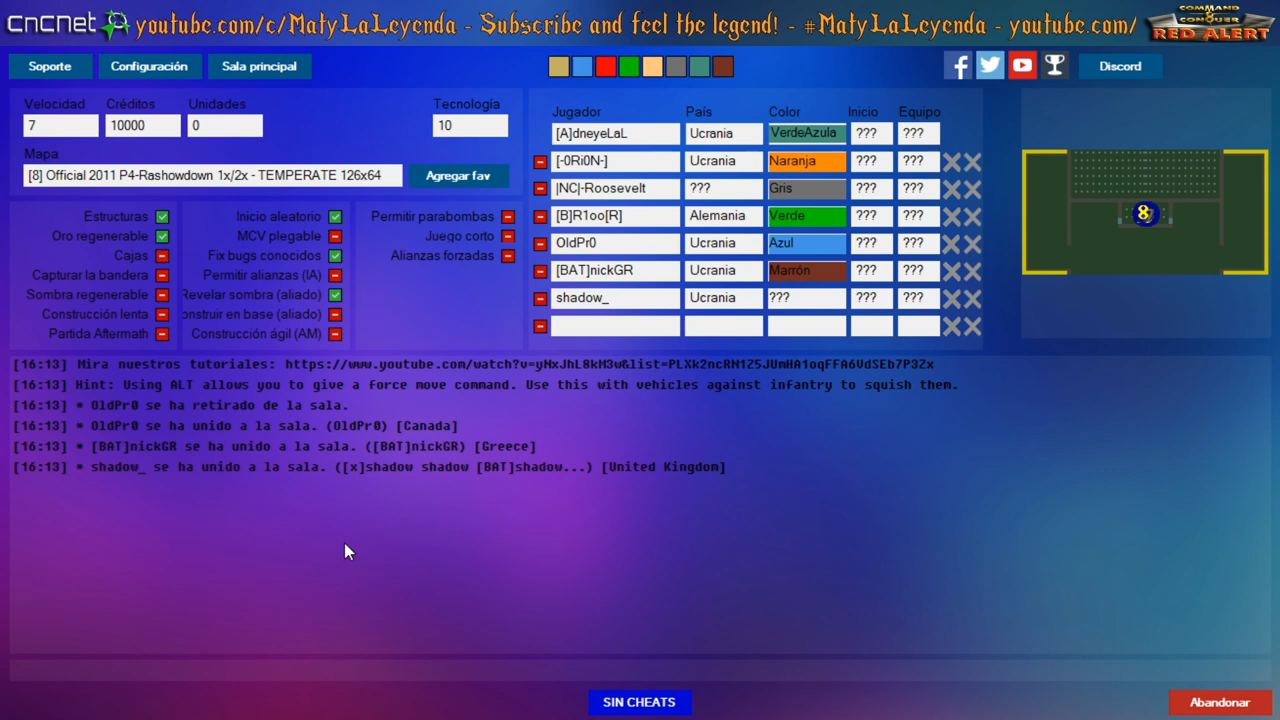 cncnet youtube.com/c/MatyLaLeyenda - Subscribe and feel the legend! - #MatyLaLeyenda - youtube.com/
COMMAND & CONQUER
RED ALERT
Soporte Configuración Sala principal Discord
Velocidad Créditos Unidades Tecnología
7 10000 0 10
Mapa
[8] Official 2011 P4-Rashowdown 1x/2x - TEMPERATE 126x64 Agregar fav
Estructuras Inicio aleatorio Permitir parabombas
Oro regenerable MCV plegable Juego corto
Cajas Fix bugs conocidos Alianzas forzadas
Capturar la bandera Permitir alianzas (IA)
Sombra regenerable Revelar sombra (aliado)
Construcción lenta onstruir en base (aliado)
Partida Aftermath Construcción ágil (AM)
Jugador País Color Inicio Equipo
[A]dneyeLaL Ucrania VerdeAzula ??? ???
[-0Ri0N-] Ucrania Naranja ??? ???
|NC|-Roosevelt ??? Gris ??? ???
[B]R1oo[R] Alemania Verde ??? ???
OldPr0 Ucrania Azul ??? ???
[BAT]nickGR Ucrania Marrón ??? ???
shadow_ Ucrania ??? ??? ???
8
[16:13] Mira nuestros tutoriales: https://www.youtube.com/watch?v=yNxJhL8kM3w&list=PLXk2ncRN1Z5JUmHA1oqFFA6VdSEb7P3Zx
[16:13] Hint: Using ALT allows you to give a force move command. Use this with vehicles against infantry to squish them.
[16:13] * OldPr0 se ha retirado de la sala.
[16:13] * OldPr0 se ha unido a la sala. (OldPr0) [Canada]
[16:13] * [BAT]nickGR se ha unido a la sala. ([BAT]nickGR) [Greece]
[16:13] * shadow_ se ha unido a la sala. ([x]shadow shadow [BAT]shadow...) [United Kingdom]
SIN CHEATS
Abandonar